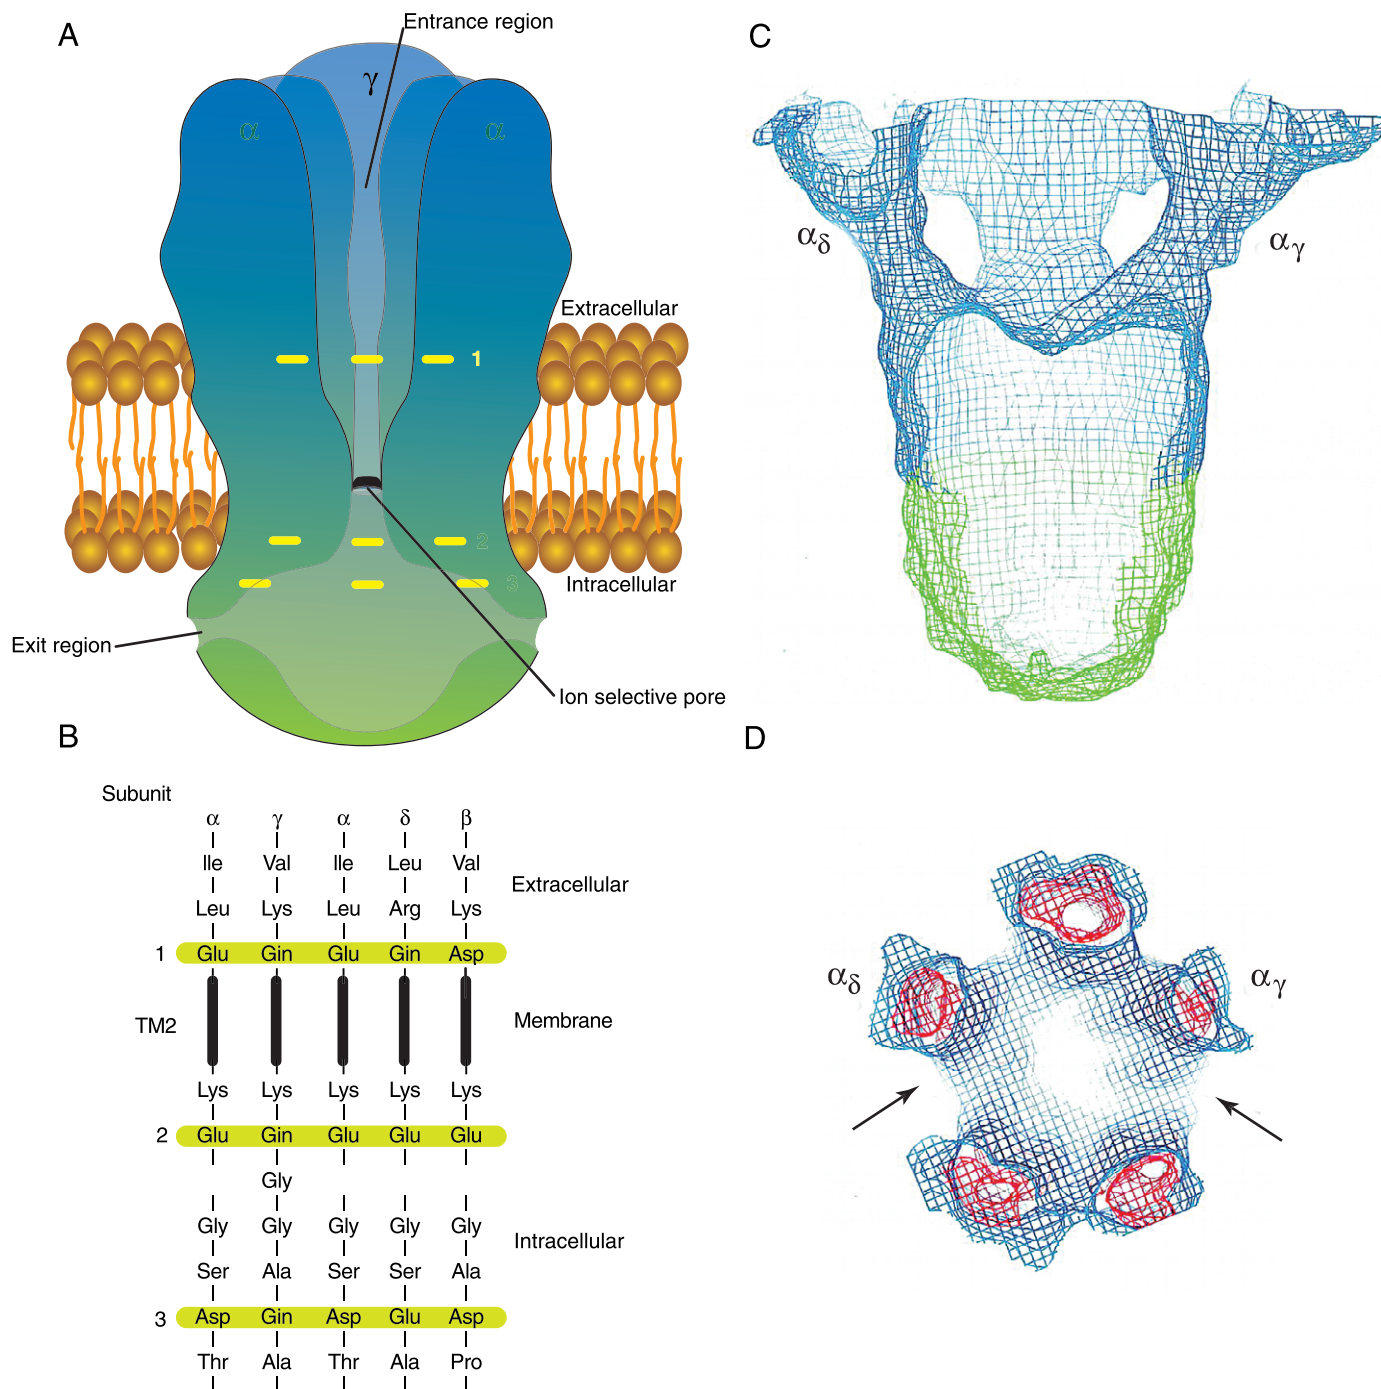 A
Entrance region
γ
α
α
Extracellular
1
2
Intracellular
3
Exit region
Ion selective pore
B
Subunit
α γ α δ β
Ile Val Ile Leu Val
Extracellular
Leu Lys Leu Arg Lys
1 Glu Gin Glu Gin Asp
TM2
Membrane
Lys Lys Lys Lys Lys
2 Glu Gin Glu Glu Glu
Gly
Gly Gly Gly Gly Gly
Intracellular
Ser Ala Ser Ser Ala
3 Asp Gin Asp Glu Asp
Thr Ala Thr Ala Pro
C
αδ
αγ
D
αδ
αγ